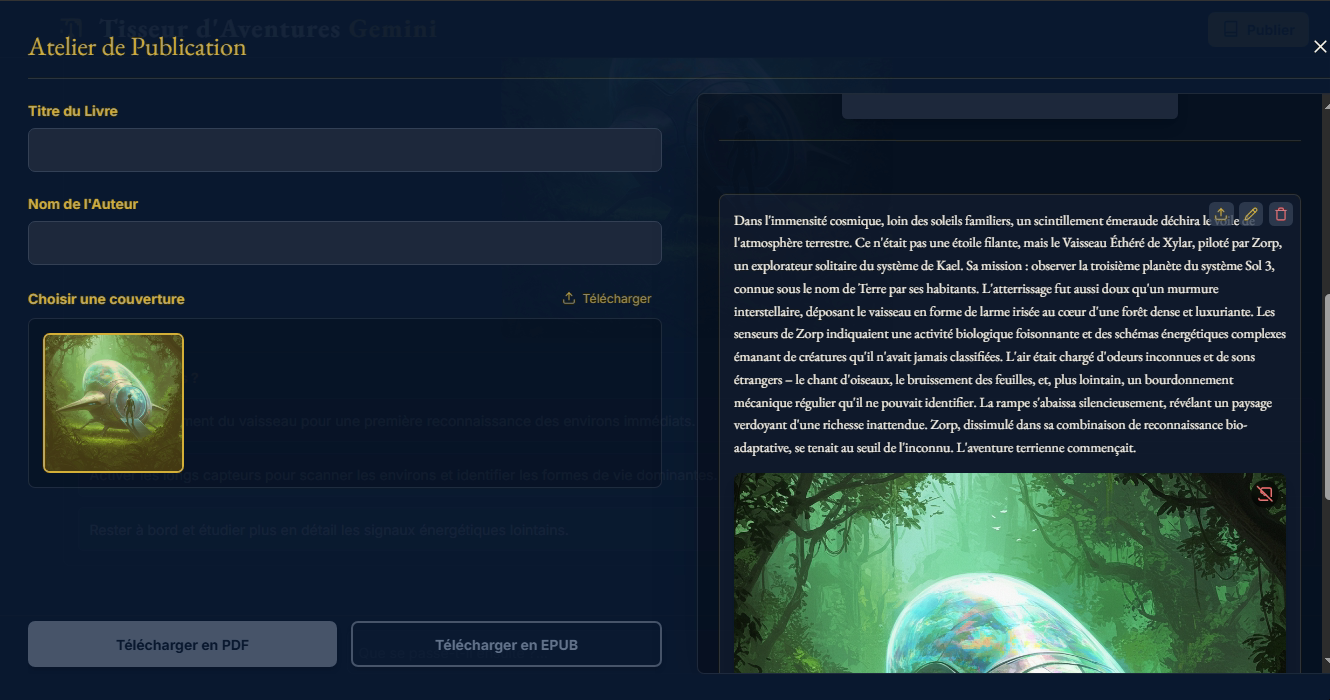 Tisseur d'Aventures Gemini
Publier
Atelier de Publication
Titre du Livre
Nom de l'Auteur
Choisir une couverture
Télécharger
ment du vaisseau pour une première reconnaissance des environs immédiats.
Activer les longs capteurs pour scanner les environs et identifier les formes de vie dominantes
Rester à bord et étudier plus en détail les signaux énergétiques lointains.
Télécharger en PDF
Télécharger en EPUB
Dans l'immensité cosmique, loin des soleils familiers, un scintillement émeraude déchira le voile de
l'atmosphère terrestre. Ce n'était pas une étoile filante, mais le Vaisseau Éthéré de Xylar, piloté par Zorp,
un explorateur solitaire du système de Kael. Sa mission : observer la troisième planète du système Sol 3,
connue sous le nom de Terre par ses habitants. L'atterrissage fut aussi doux qu'un murmure
interstellaire, déposant le vaisseau en forme de larme irisée au cœur d'une forêt dense et luxuriante. Les
senseurs de Zorp indiquaient une activité biologique foisonnante et des schémas énergétiques complexes
émanant de créatures qu'il n'avait jamais classifiées. L'air était chargé d'odeurs inconnues et de sons
étrangers – le chant d'oiseaux, le bruissement des feuilles, et, plus lointain, un bourdonnement
mécanique régulier qu'il ne pouvait identifier. La rampe s'abaissa silencieusement, révélant un paysage
verdoyant d'une richesse inattendue. Zorp, dissimulé dans sa combinaison de reconnaissance bio-
adaptative, se tenait au seuil de l'inconnu. L'aventure terrienne commençait.